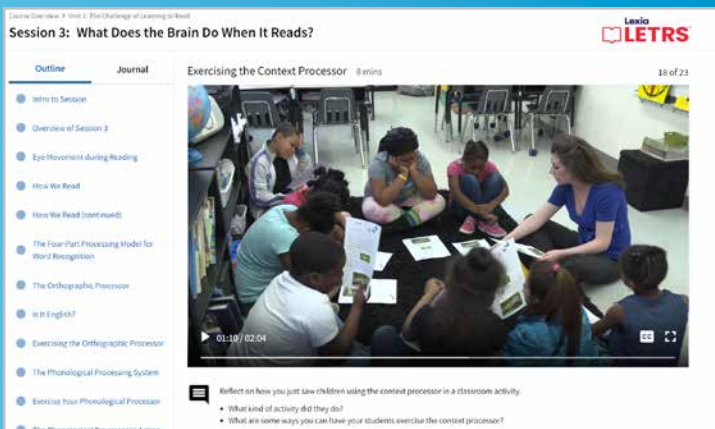 Course Overview > Unit 1: The Challenge of Learning to Read
Session 3: What Does the Brain Do When It Reads?
Lexia
LETRS
Outline
Journal
Exercising the Context Processor 8 mins
18 of 23
Intro to Session
Overview of Session 3
Eye Movement during Reading
How We Read
How We Read (continued)
The Four-Part Processing Model for
Word Recognition
The Orthographic Processor
Is It English?
Exercising the Orthographic Processor
The Phonological Processing System
Exercise Your Phonological Processor
01:10 / 02:04
CC
Reflect on how you just saw children using the context processor in a classroom activity.
• What kind of activity did they do?
• What are some ways you can have your students exercise the context processor?